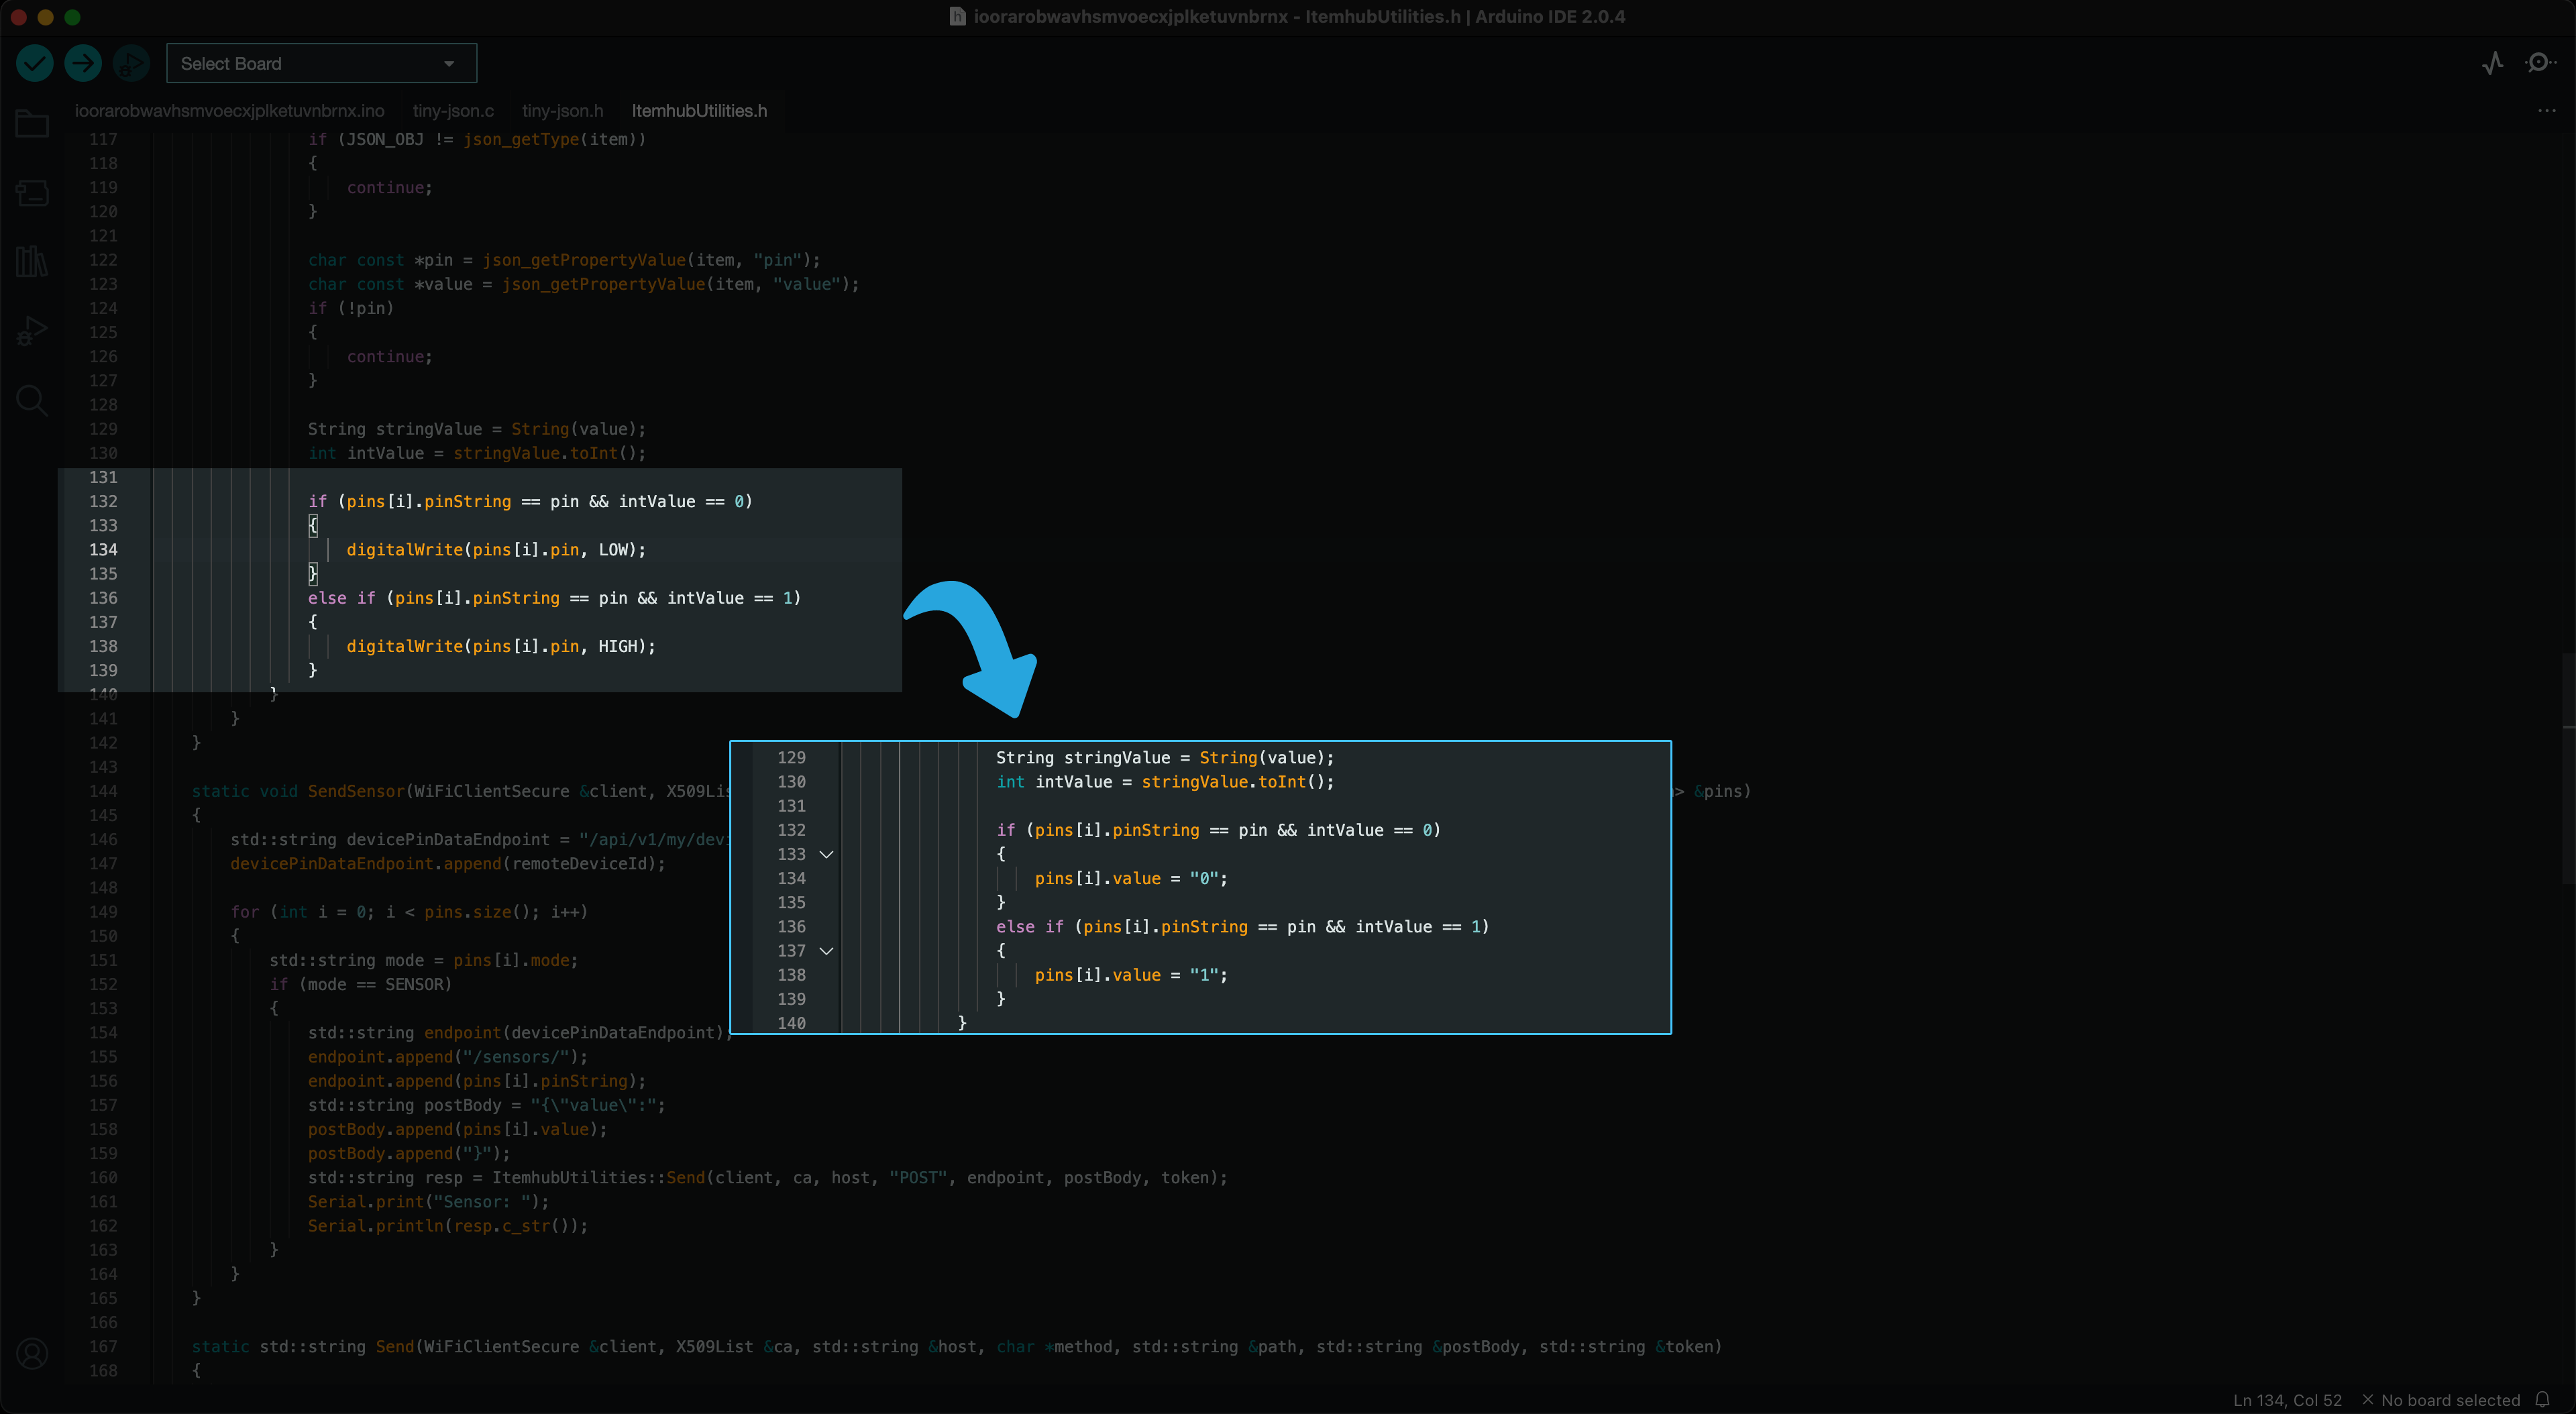 ioorarobwavhsmvoecxjplketuvnbrnx - ItemhubUtilities.h | Arduino IDE 2.0.4
Select Board
ioorarobwavhsmvoecxjplketuvnbrnx.ino tiny-json.c tiny-json.h ItemhubUtilities.h
117 if (JSON_OBJ != json_getType(item))
118 {
119 continue;
120 }
121
122 char const *pin = json_getPropertyValue(item, "pin");
123 char const *value = json_getPropertyValue(item, "value");
124 if (!pin)
125 {
126 continue;
127 }
128
129 String stringValue = String(value);
130 int intValue = stringValue.toInt();
131
132 if (pins[i].pinString == pin && intValue == 0)
133 {
134 digitalWrite(pins[i].pin, LOW);
135 }
136 else if (pins[i].pinString == pin && intValue == 1)
137 {
138 digitalWrite(pins[i].pin, HIGH);
139 }
140 }
141 }
142 }
143
144 static void SendSensor(WiFiClientSecure &client, X509Lis > &pins)
145 {
146 std::string devicePinDataEndpoint = "/api/v1/my/devi
147 devicePinDataEndpoint.append(remoteDeviceId);
148
149 for (int i = 0; i < pins.size(); i++)
150 {
151 std::string mode = pins[i].mode;
152 if (mode == SENSOR)
153 {
154 std::string endpoint(devicePinDataEndpoint);
155 endpoint.append("/sensors/");
156 endpoint.append(pins[i].pinString);
157 std::string postBody = "{\"value\":";
158 postBody.append(pins[i].value);
159 postBody.append("}");
160 std::string resp = ItemhubUtilities::Send(client, ca, host, "POST", endpoint, postBody, token);
161 Serial.print("Sensor: ");
162 Serial.println(resp.c_str());
163 }
164 }
165 }
166
167 static std::string Send(WiFiClientSecure &client, X509List &ca, std::string &host, char *method, std::string &path, std::string &postBody, std::string &token)
168 {
129 String stringValue = String(value);
130 int intValue = stringValue.toInt();
131
132 if (pins[i].pinString == pin && intValue == 0)
133 {
134 pins[i].value = "0";
135 }
136 else if (pins[i].pinString == pin && intValue == 1)
137 {
138 pins[i].value = "1";
139 }
140 }
Ln 134, Col 52 × No board selected